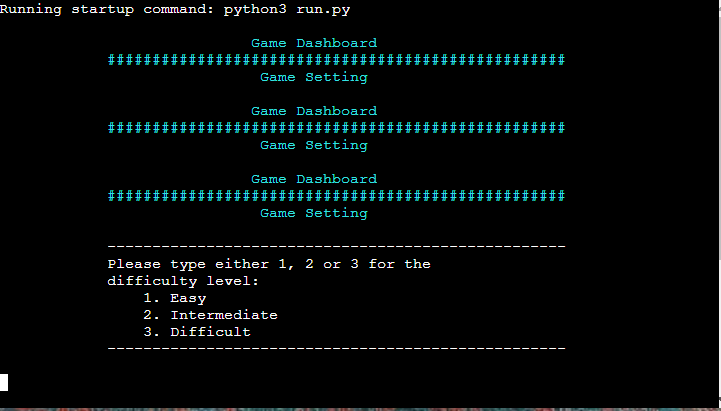 Running startup command: python3 run.py
Game Dashboard
###################################################
Game Setting
Game Dashboard
###################################################
Game Setting
Game Dashboard
###################################################
Game Setting
---------------------------------------------------
Please type either 1, 2 or 3 for the
difficulty level:
1. Easy
2. Intermediate
3. Difficult
---------------------------------------------------